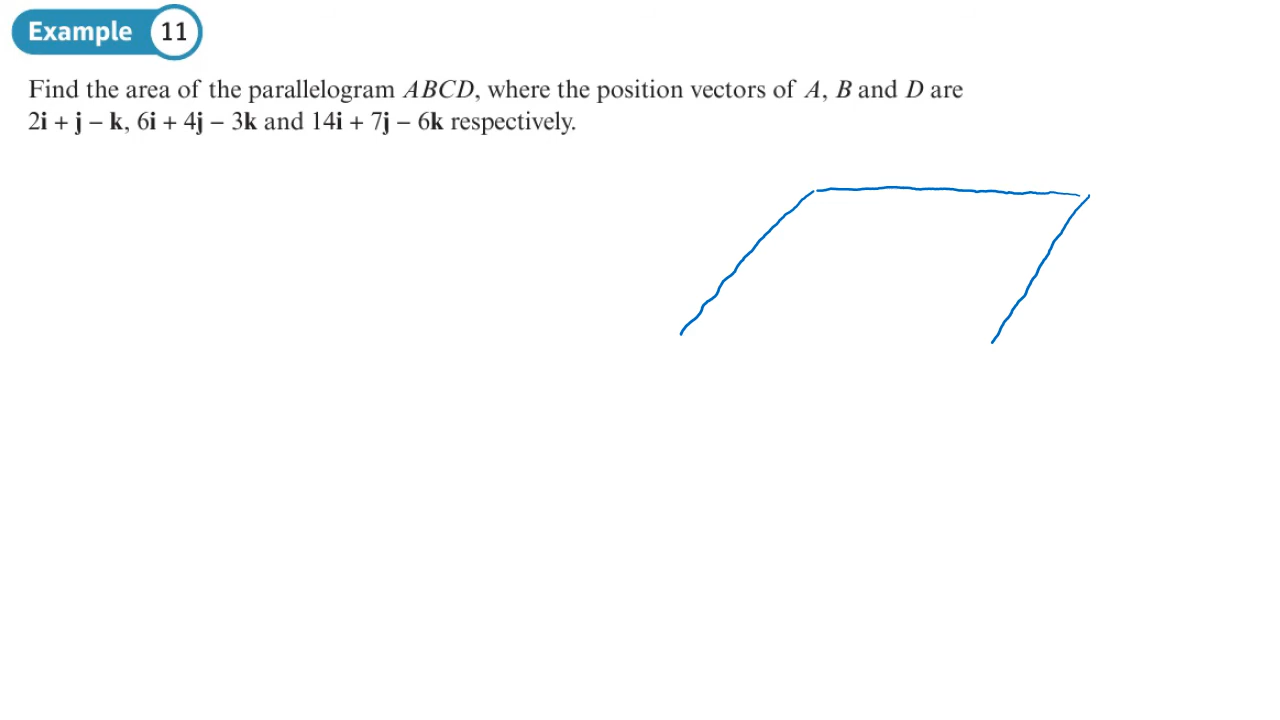 Example 11
Find the area of the parallelogram ABCD, where the position vectors of A, B and D are
2i + j − k, 6i + 4j − 3k and 14i + 7j − 6k respectively.